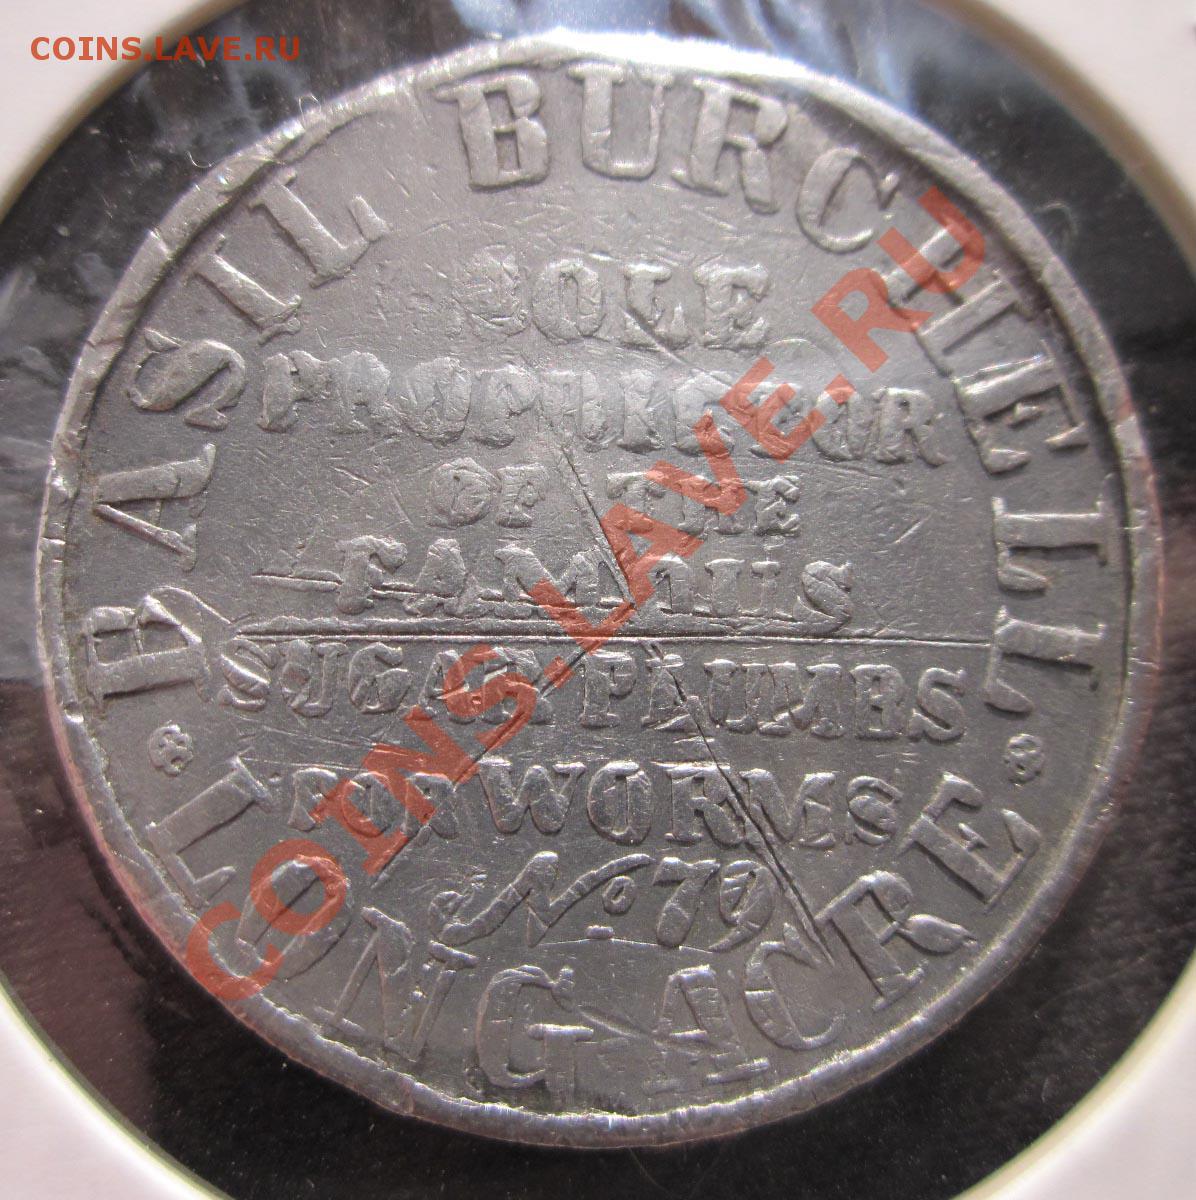 COINS.LAVE.RU
BASIL BURCHELL
SOLE
PROPRIETOR
OF THE
FAMOUS
SUGAR PLUMBS
FOR WORMS
No. 79
* LONG ACRE *
COINS.LAVE.RU